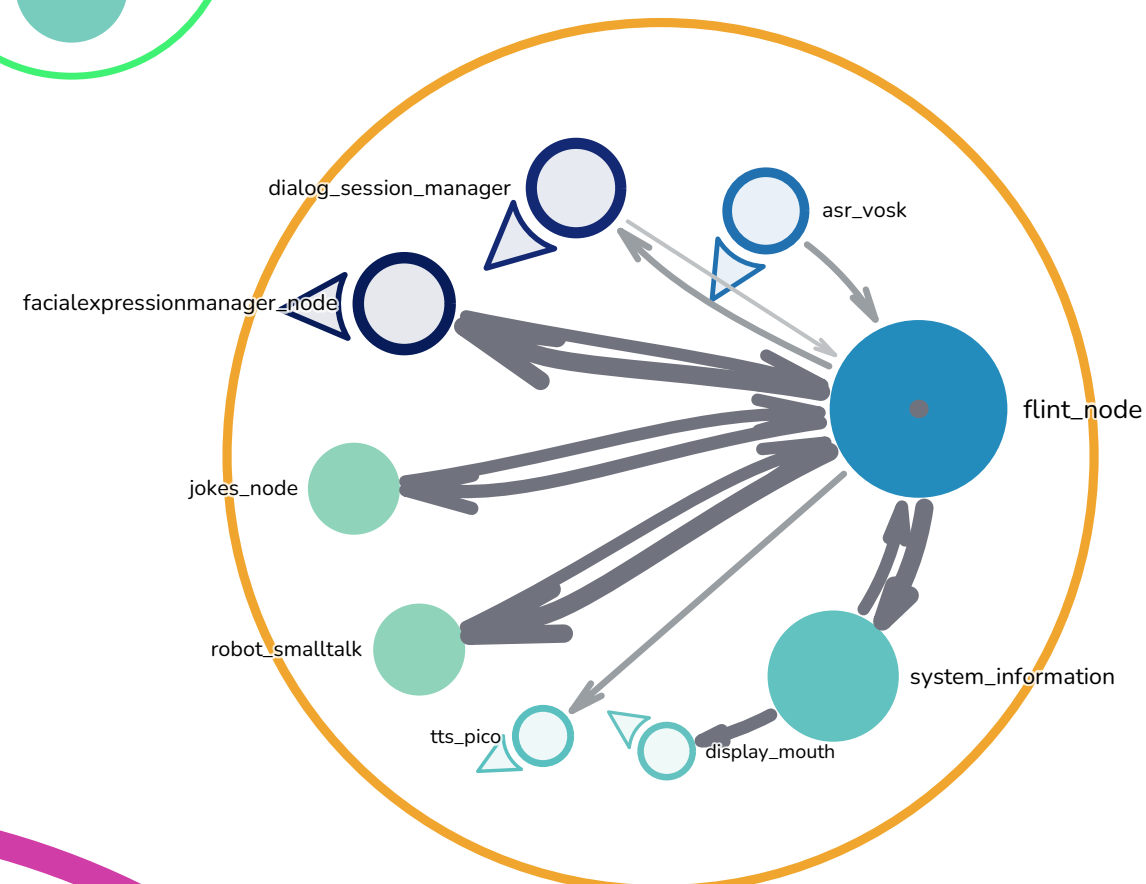 dialog_session_manager
asr_vosk
facialexpressionmanager_node
flint_node
jokes_node
robot_smalltalk
system_information
tts_pico
display_mouth